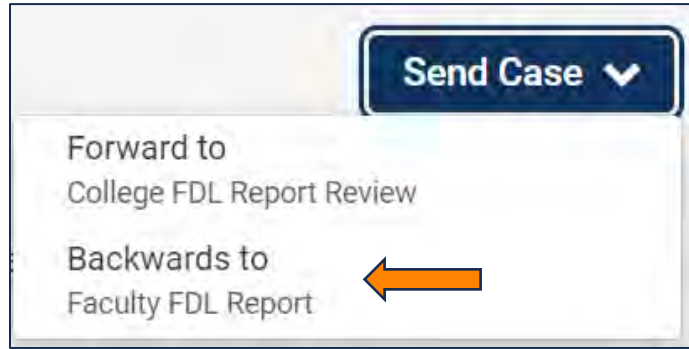 Send Case
Forward to
College FDL Report Review
Backwards to
Faculty FDL Report